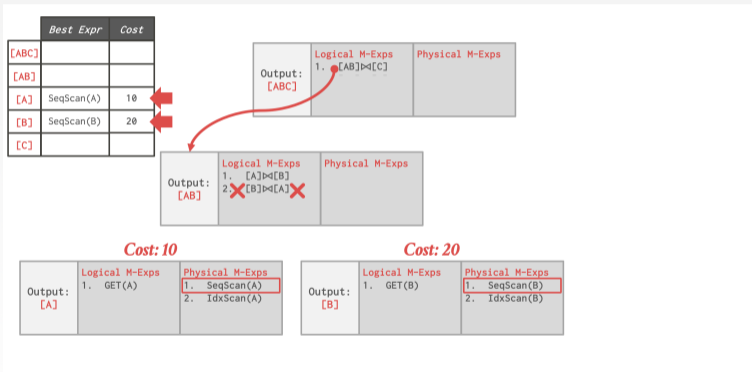 Best Expr Cost
[ABC]
[AB]
[A] SeqScan(A) 10
[B] SeqScan(B) 20
[C]
Output:
[ABC]
Logical M-Exps
1. [AB]⋈[C]
Physical M-Exps
Output:
[AB]
Logical M-Exps
1. [A]⋈[B]
2. [B]⋈[A]
Physical M-Exps
Cost: 10
Output:
[A]
Logical M-Exps
1. GET(A)
Physical M-Exps
1. SeqScan(A)
2. IdxScan(A)
Cost: 20
Output:
[B]
Logical M-Exps
1. GET(B)
Physical M-Exps
1. SeqScan(B)
2. IdxScan(B)